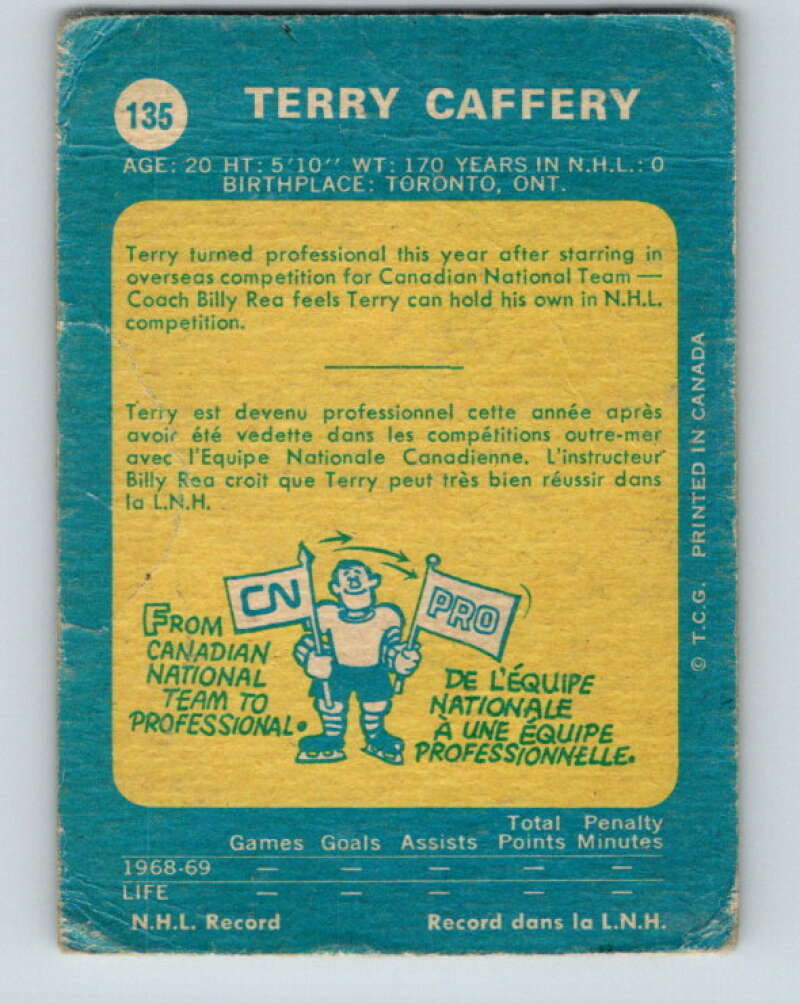 135
TERRY CAFFERY
AGE: 20 HT: 5'10'' WT: 170 YEARS IN N.H.L.: 0
BIRTHPLACE: TORONTO, ONT.
Terry turned professional this year after starring in
overseas competition for Canadian National Team —
Coach Billy Rea feels Terry can hold his own in N.H.L.
competition.
Terry est devenu professionnel cette année après
avoir été vedette dans les compétitions outre-mer
avec l'Equipe Nationale Canadienne. L'instructeur
Billy Rea croit que Terry peut très bien réussir dans
la L.N.H.
CN
PRO
FROM
CANADIAN
NATIONAL
TEAM TO
PROFESSIONAL.
DE L'ÉQUIPE
NATIONALE
À UNE ÉQUIPE
PROFESSIONNELLE.
© T.C.G. PRINTED IN CANADA
Total Penalty
Games Goals Assists Points Minutes
1968-69 — — — — —
LIFE — — — — —
N.H.L. Record Record dans la L.N.H.